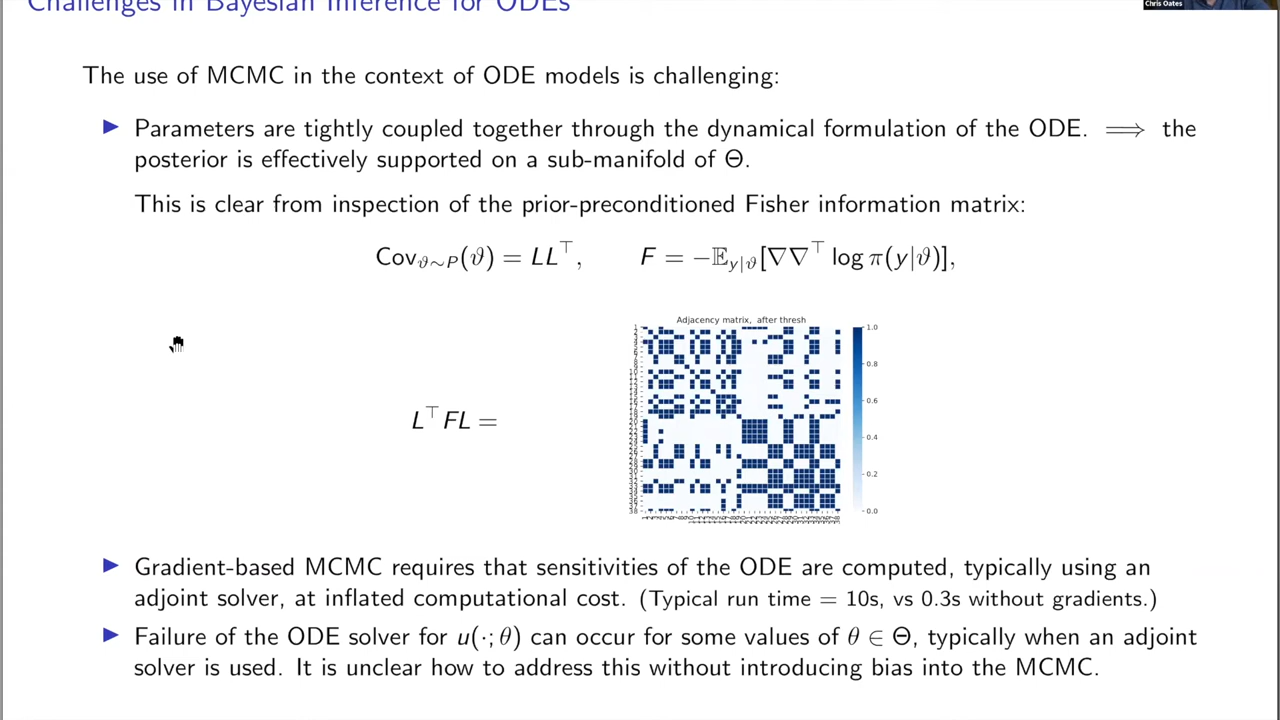 Challenges in Bayesian Inference for ODEs
Chris Oates
The use of MCMC in the context of ODE models is challenging:
▶ Parameters are tightly coupled together through the dynamical formulation of the ODE. ⟹ the
posterior is effectively supported on a sub-manifold of Θ.
This is clear from inspection of the prior-preconditioned Fisher information matrix:
Cov_{ϑ∼P}(ϑ) = LL^⊤, F = −𝔼_{y|ϑ}[∇∇^⊤ log π(y|ϑ)],
Adjacency matrix, after thresh
1.0
0.8
0.6
0.4
0.2
0.0
L^⊤FL =
▶ Gradient-based MCMC requires that sensitivities of the ODE are computed, typically using an
adjoint solver, at inflated computational cost. (Typical run time = 10s, vs 0.3s without gradients.)
▶ Failure of the ODE solver for u(·; θ) can occur for some values of θ ∈ Θ, typically when an adjoint
solver is used. It is unclear how to address this without introducing bias into the MCMC.